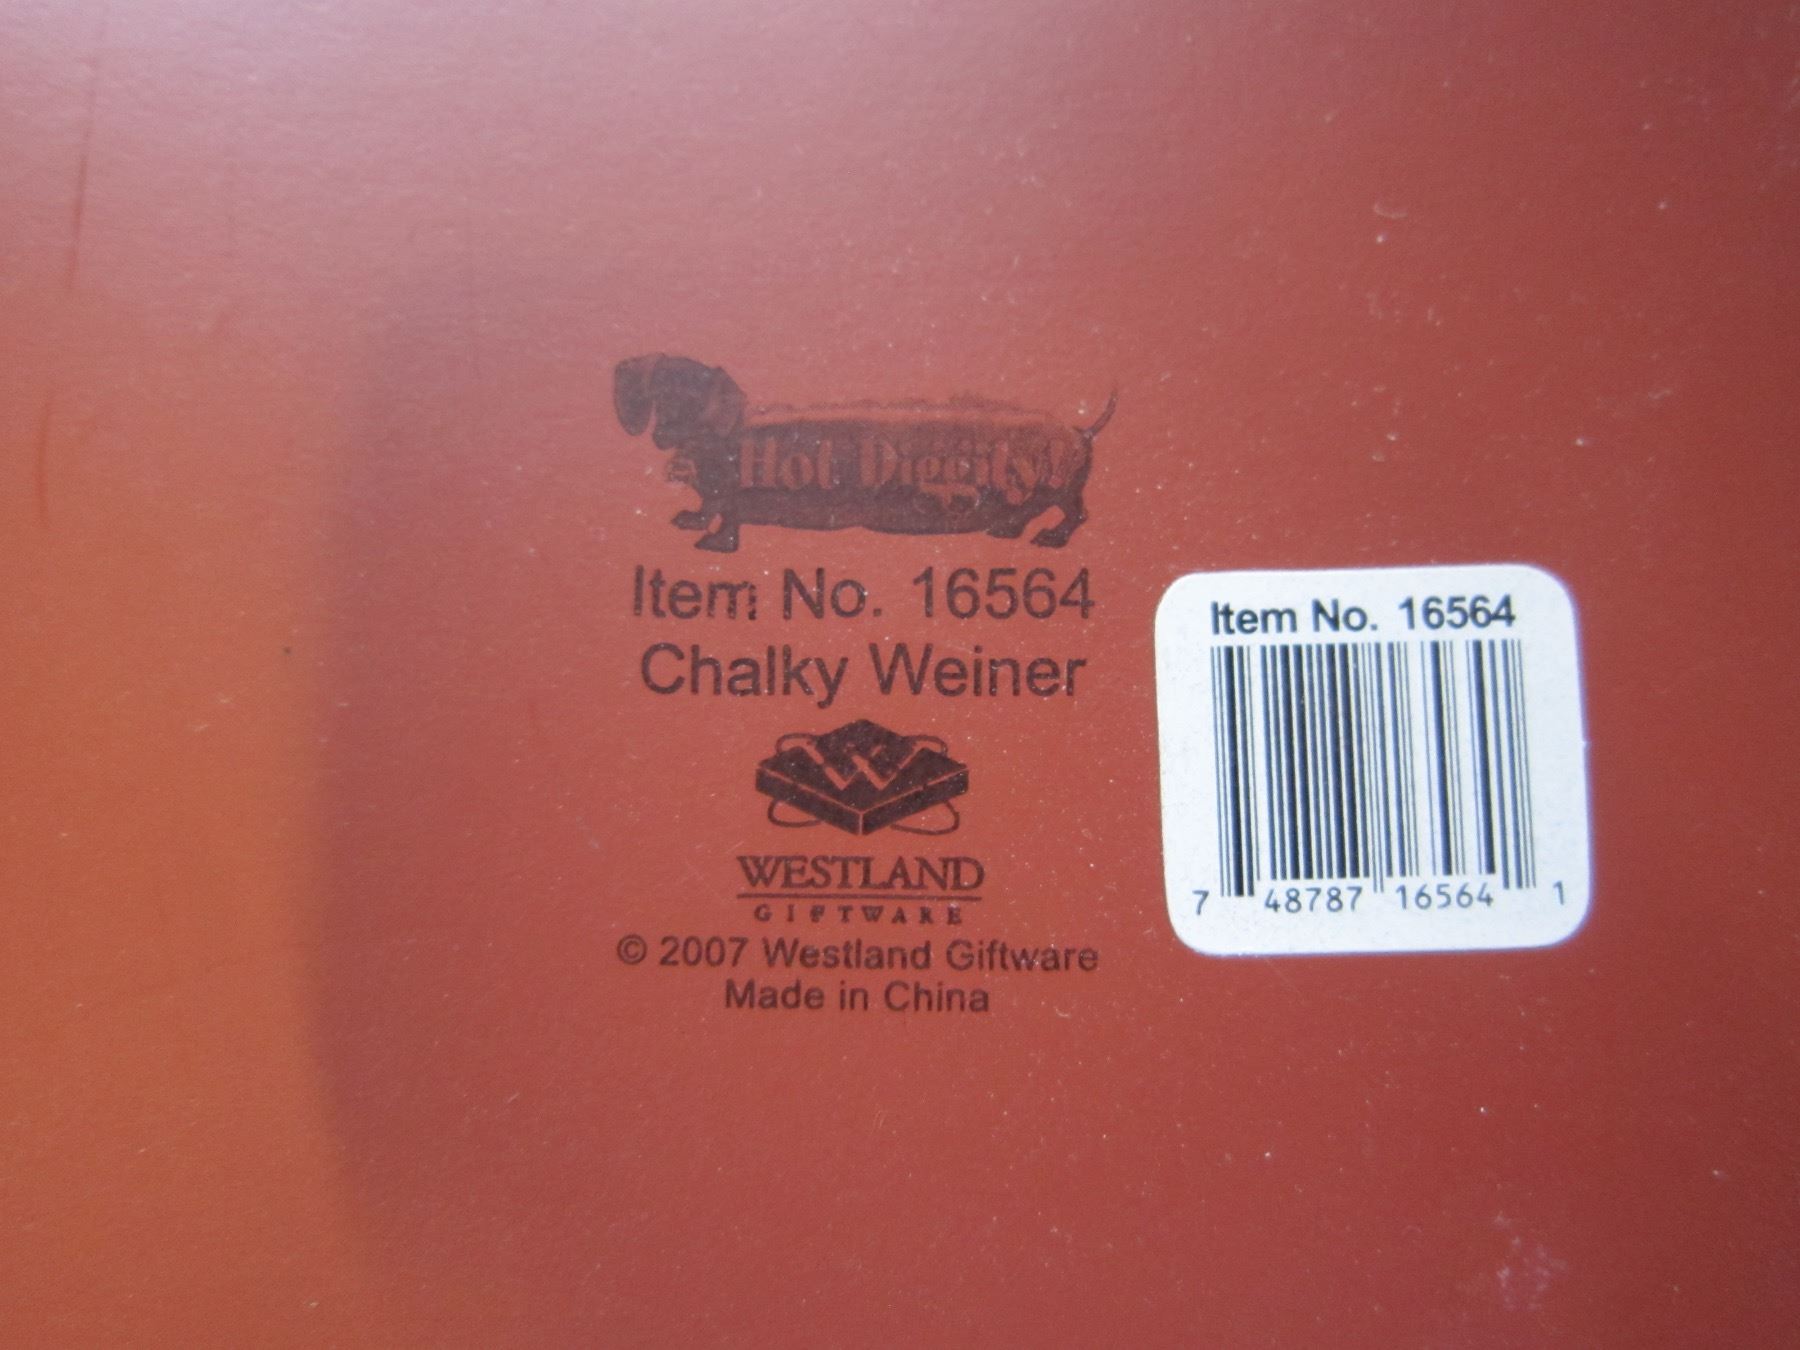 Hot Diggity!
Item No. 16564
Chalky Weiner
W
WESTLAND
GIFTWARE
© 2007 Westland Giftware
Made in China
Item No. 16564
7 48787 16564 1